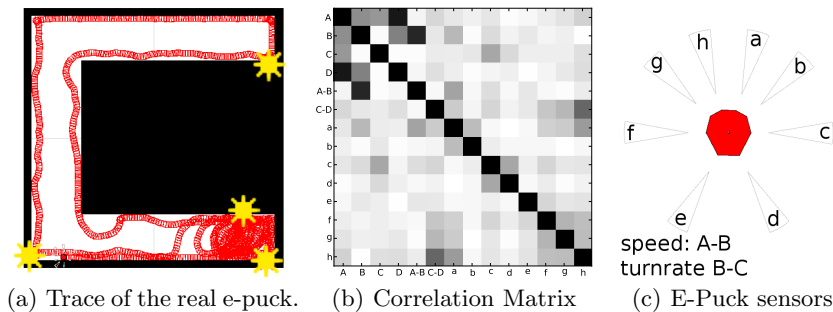 A
B
C
D
A-B
C-D
a
b
c
d
e
f
g
h
A B C D A-B C-D a b c d e f g h
h a
g b
f c
e d
speed: A-B
turnrate B-C
(a) Trace of the real e-puck. (b) Correlation Matrix (c) E-Puck sensors